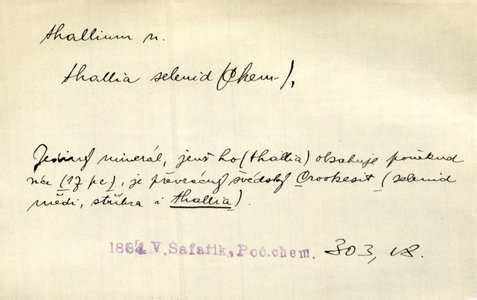 thallium n.
thallia selenid (Chem.),
Jediný minerál, jenž ho (thallia) obsahuje poněkud
více (17 pc), je převzácný švédský Crookesit (selenid
mědi, stříbra i thallia).
1864 V. Šafařík, Poč. chem. 303, 18.